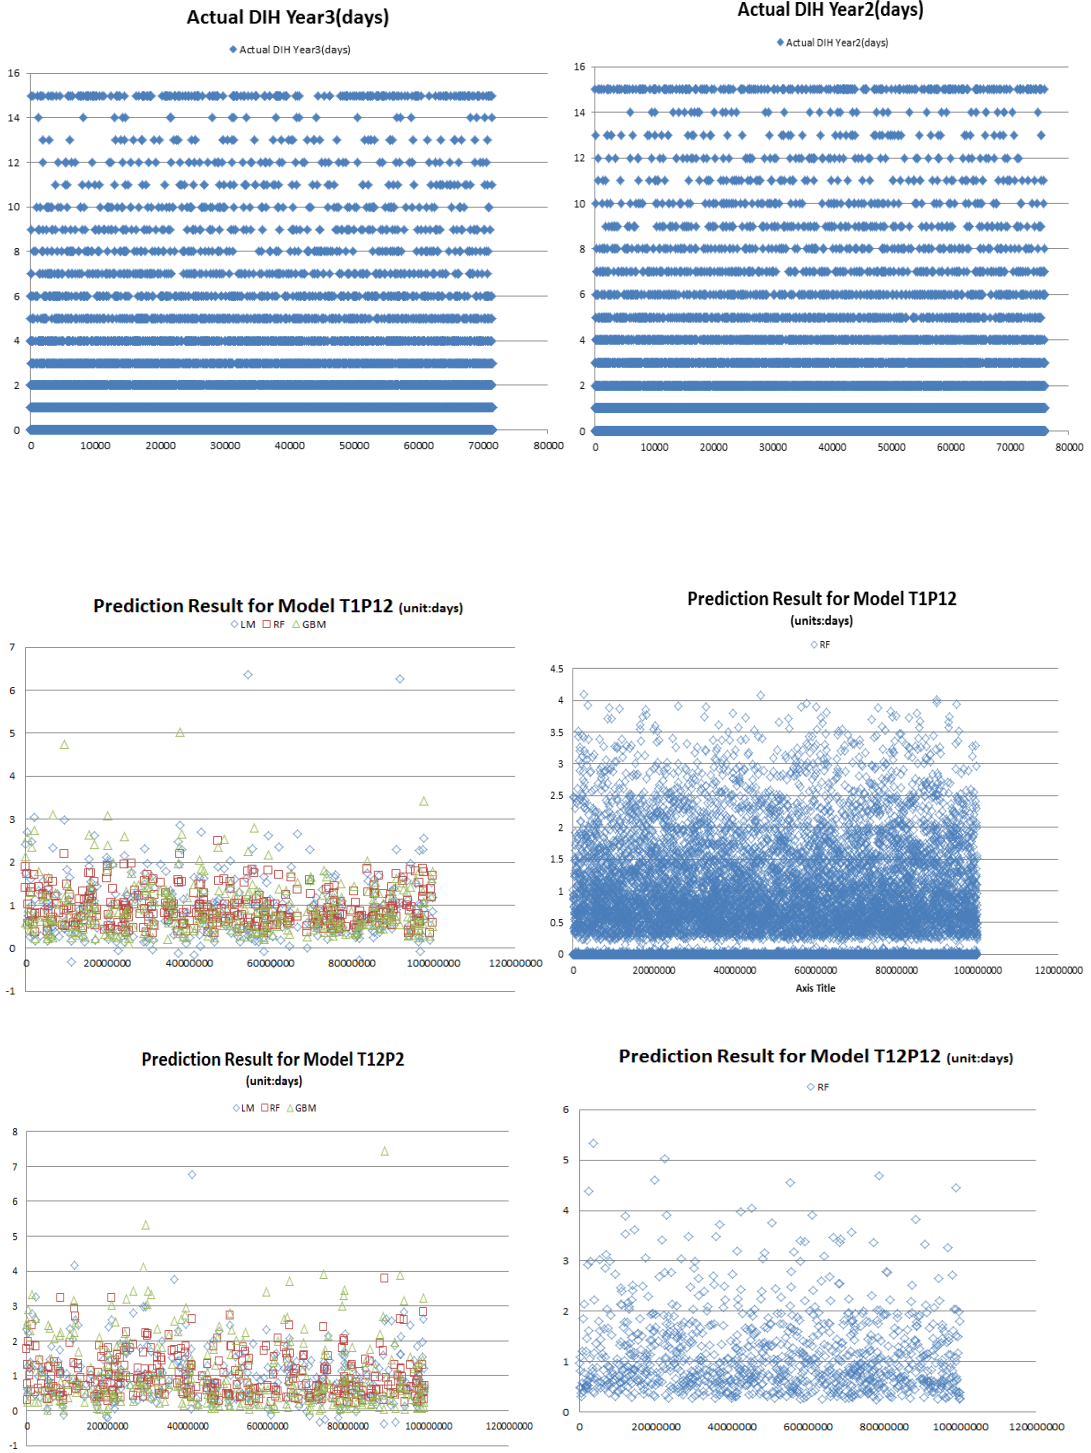 Actual DIH Year3(days)
Actual DIH Year3(days)
16
14
12
10
8
6
4
2
0
0 10000 20000 30000 40000 50000 60000 70000 80000
Actual DIH Year2(days)
Actual DIH Year2(days)
16
14
12
10
8
6
4
2
0
0 10000 20000 30000 40000 50000 60000 70000 80000
Prediction Result for Model T1P12 (unit:days)
LM RF GBM
7
6
5
4
3
2
1
0
-1
0 20000000 40000000 60000000 80000000 100000000 120000000
Prediction Result for Model T1P12
(units:days)
RF
4.5
4
3.5
3
2.5
2
1.5
1
0.5
0
0 20000000 40000000 60000000 80000000 100000000 120000000
Axis Title
Prediction Result for Model T12P2
(unit:days)
LM RF GBM
8
7
6
5
4
3
2
1
0
-1
0 20000000 40000000 60000000 80000000 100000000 120000000
Prediction Result for Model T12P12 (unit:days)
RF
6
5
4
3
2
1
0
0 20000000 40000000 60000000 80000000 100000000 120000000